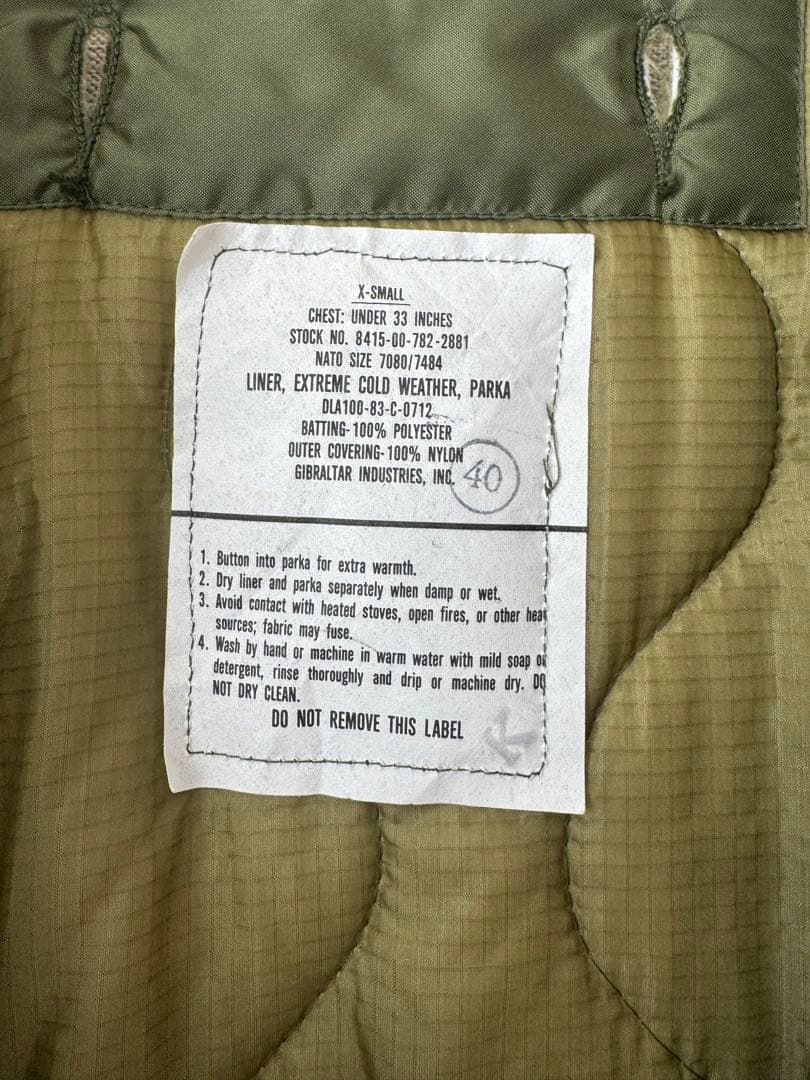 X-SMALL
CHEST: UNDER 33 INCHES
STOCK NO. 8415-00-782-2881
NATO SIZE 7080/7484
LINER, EXTREME COLD WEATHER, PARKA
DLA100-83-C-0712
BATTING-100% POLYESTER
OUTER COVERING-100% NYLON
GIBRALTAR INDUSTRIES, INC.
40
1. Button into parka for extra warmth.
2. Dry liner and parka separately when damp or wet.
3. Avoid contact with heated stoves, open fires, or other heat
sources; fabric may fuse.
4. Wash by hand or machine in warm water with mild soap or
detergent, rinse thoroughly and drip or machine dry. DO
NOT DRY CLEAN.
DO NOT REMOVE THIS LABEL
K